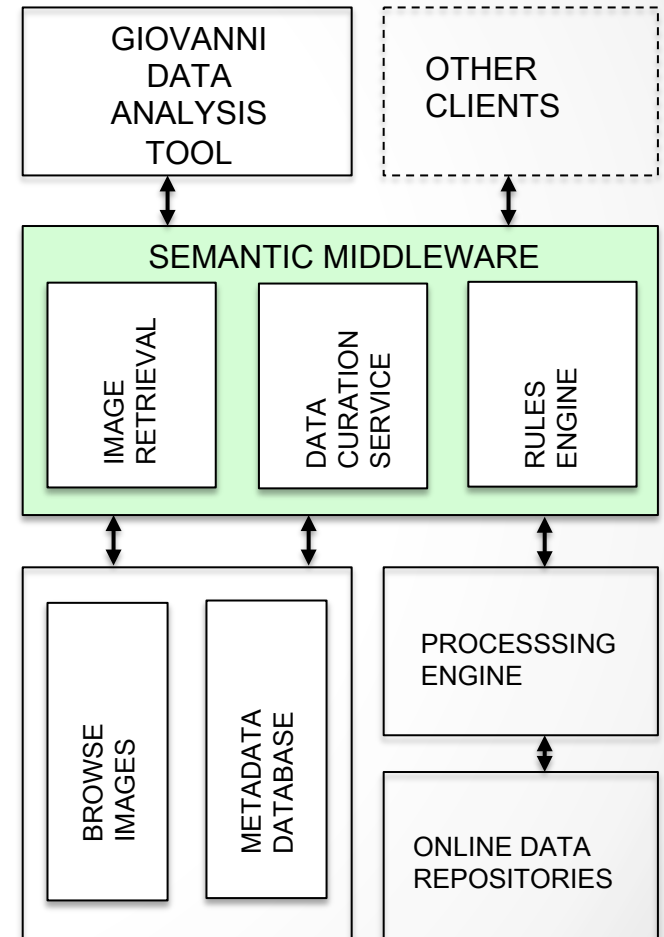 GIOVANNI
DATA
ANALYSIS
TOOL
OTHER
CLIENTS
SEMANTIC MIDDLEWARE
IMAGE
RETRIEVAL
DATA
CURATION
SERVICE
RULES
ENGINE
BROWSE
IMAGES
METADATA
DATABASE
PROCESSSING
ENGINE
ONLINE DATA
REPOSITORIES